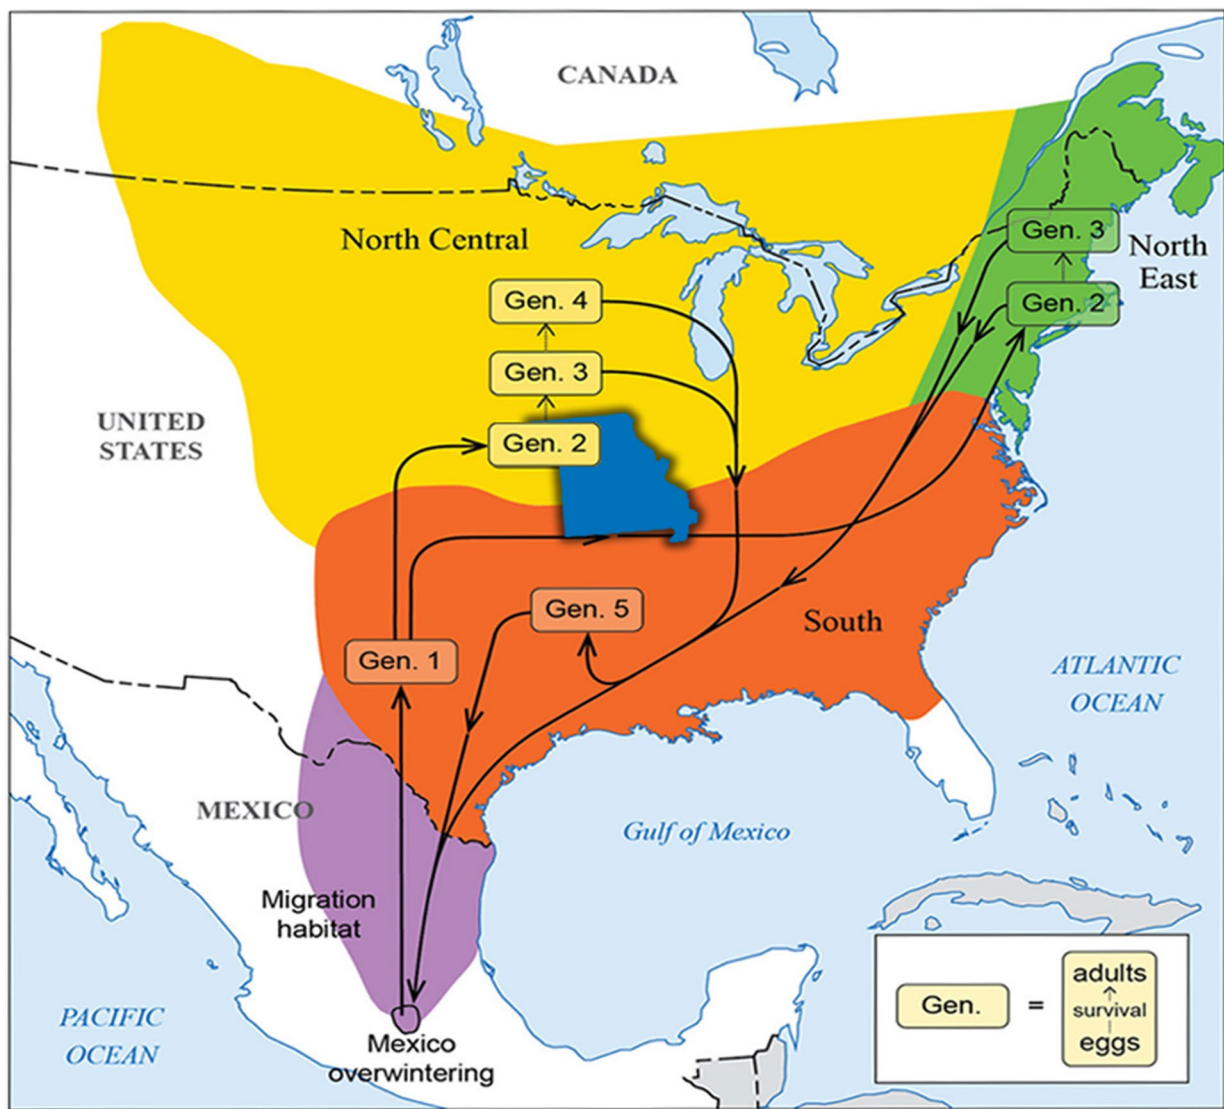 CANADA
North Central
Gen. 3
North
East
Gen. 4
Gen. 2
Gen. 3
UNITED
STATES
Gen. 2
Gen. 5
South
Gen. 1
ATLANTIC
OCEAN
MEXICO
Gulf of Mexico
Migration
habitat
adults
Gen.
=
survival
eggs
PACIFIC
OCEAN
Mexico
overwintering